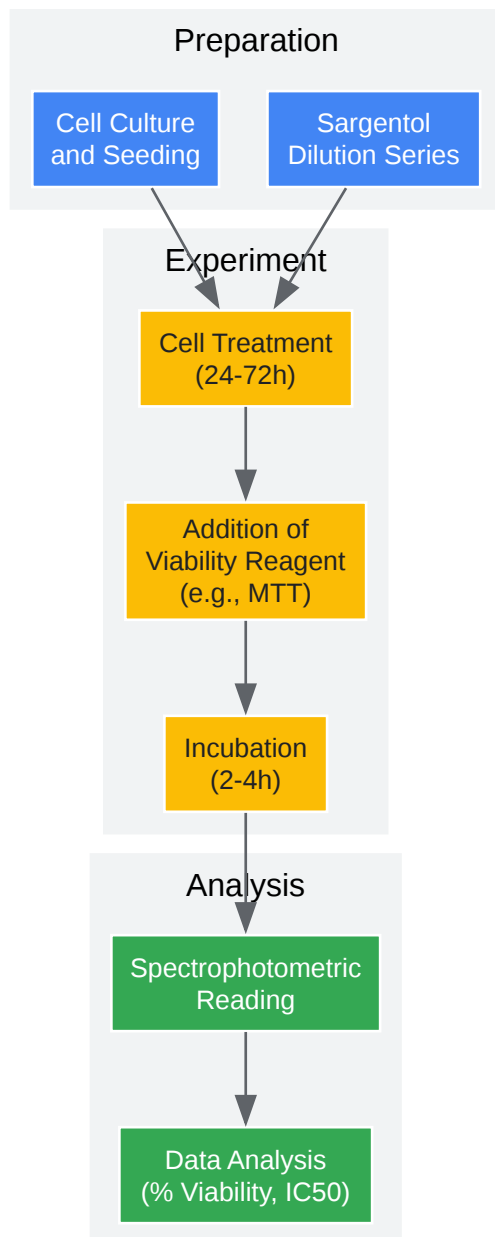 Preparation
Cell Culture
and Seeding
Sargentol
Dilution Series
Experiment
Cell Treatment
(24-72h)
Addition of
Viability Reagent
(e.g., MTT)
Incubation
(2-4h)
Analysis
Spectrophotometric
Reading
Data Analysis
(% Viability, IC50)